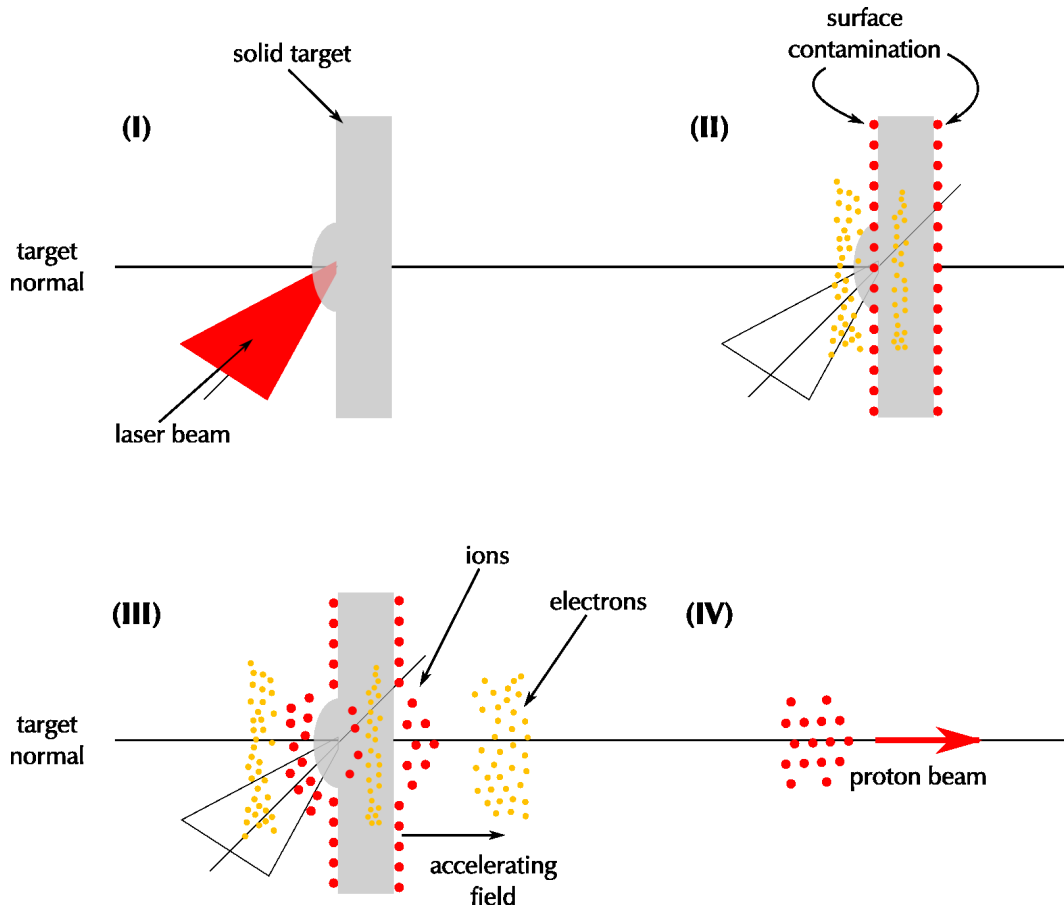 solid target
surface
contamination
(I)
(II)
target
normal
laser beam
ions
electrons
(III)
(IV)
target
normal
proton beam
accelerating
field